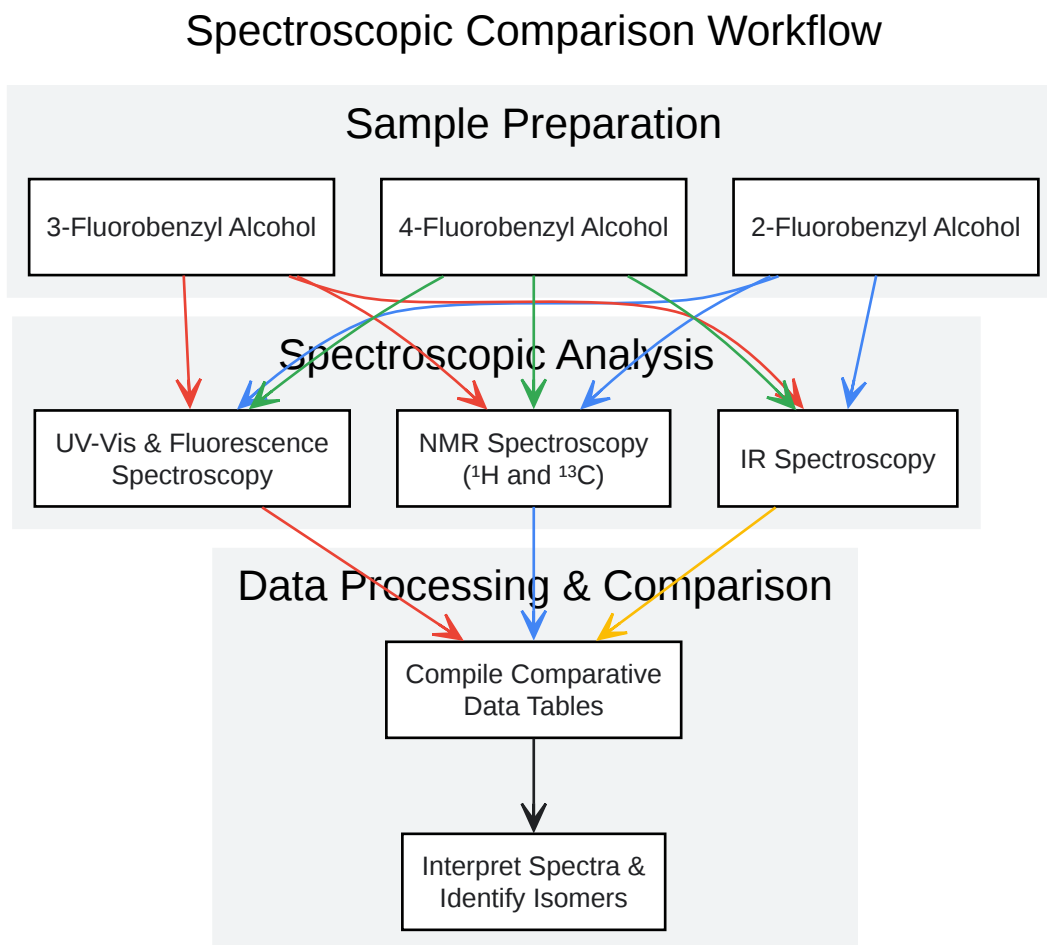 Spectroscopic Comparison Workflow
Sample Preparation
3-Fluorobenzyl Alcohol
4-Fluorobenzyl Alcohol
2-Fluorobenzyl Alcohol
Spectroscopic Analysis
UV-Vis & Fluorescence
Spectroscopy
NMR Spectroscopy
(¹H and ¹³C)
IR Spectroscopy
Data Processing & Comparison
Compile Comparative
Data Tables
Interpret Spectra &
Identify Isomers